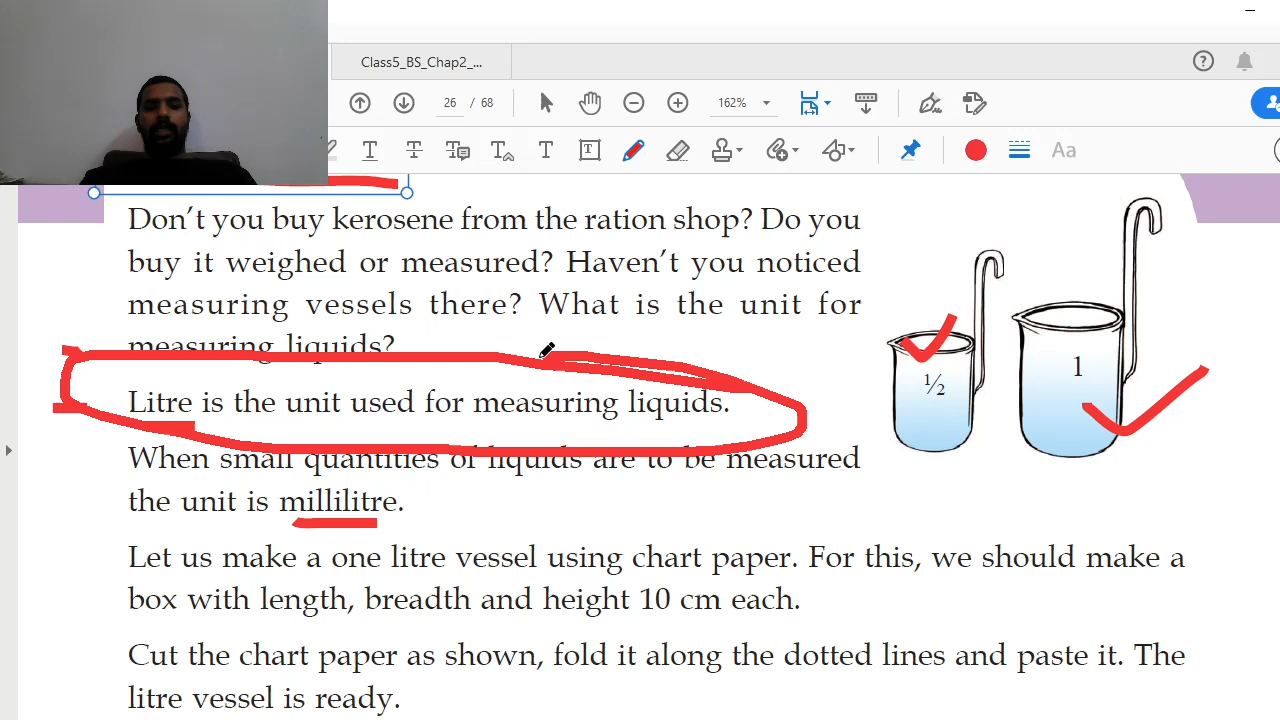 Class5_BS_Chap2_...
26 / 68
162%
Don't you buy kerosene from the ration shop? Do you
buy it weighed or measured? Haven't you noticed
measuring vessels there? What is the unit for
measuring liquids?
½
1
Litre is the unit used for measuring liquids.
When small quantities of liquids are to be measured
the unit is millilitre.
Let us make a one litre vessel using chart paper. For this, we should make a
box with length, breadth and height 10 cm each.
Cut the chart paper as shown, fold it along the dotted lines and paste it. The
litre vessel is ready.